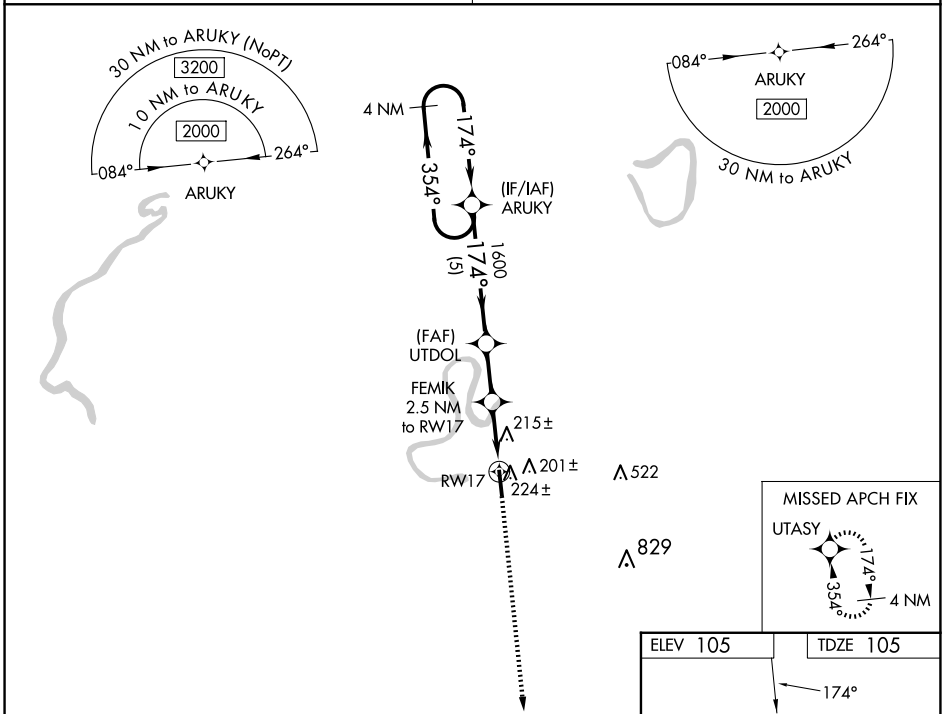 30 NM to ARUKY (NoPT)
3200
10 NM to ARUKY
2000
084°
264°
ARUKY
4 NM
174°
354°
(IF/IAF)
ARUKY
1600
174°
(5)
084°
264°
ARUKY
2000
30 NM to ARUKY
(FAF)
UTDOL
FEMIK
2.5 NM
to RW17
215±
201±
RW17
224±
522
829
MISSED APCH FIX
UTASY
174°
354°
4 NM
ELEV 105
TDZE 105
174°